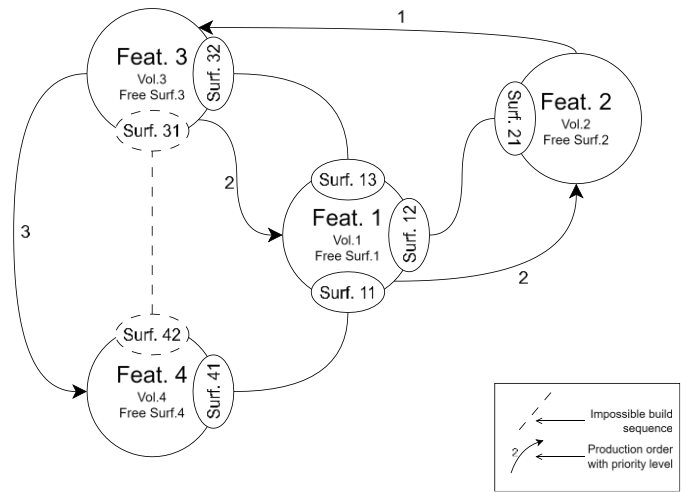 1
Feat. 3
Vol.3
Free Surf.3
Surf. 32
Surf. 31
Feat. 2
Vol.2
Free Surf.2
Surf. 21
2
3
Surf. 13
Feat. 1
Vol.1
Free Surf.1
Surf. 12
Surf. 11
2
Surf. 42
Feat. 4
Vol.4
Free Surf.4
Surf. 41
Impossible build
sequence
2
Production order
with priority level